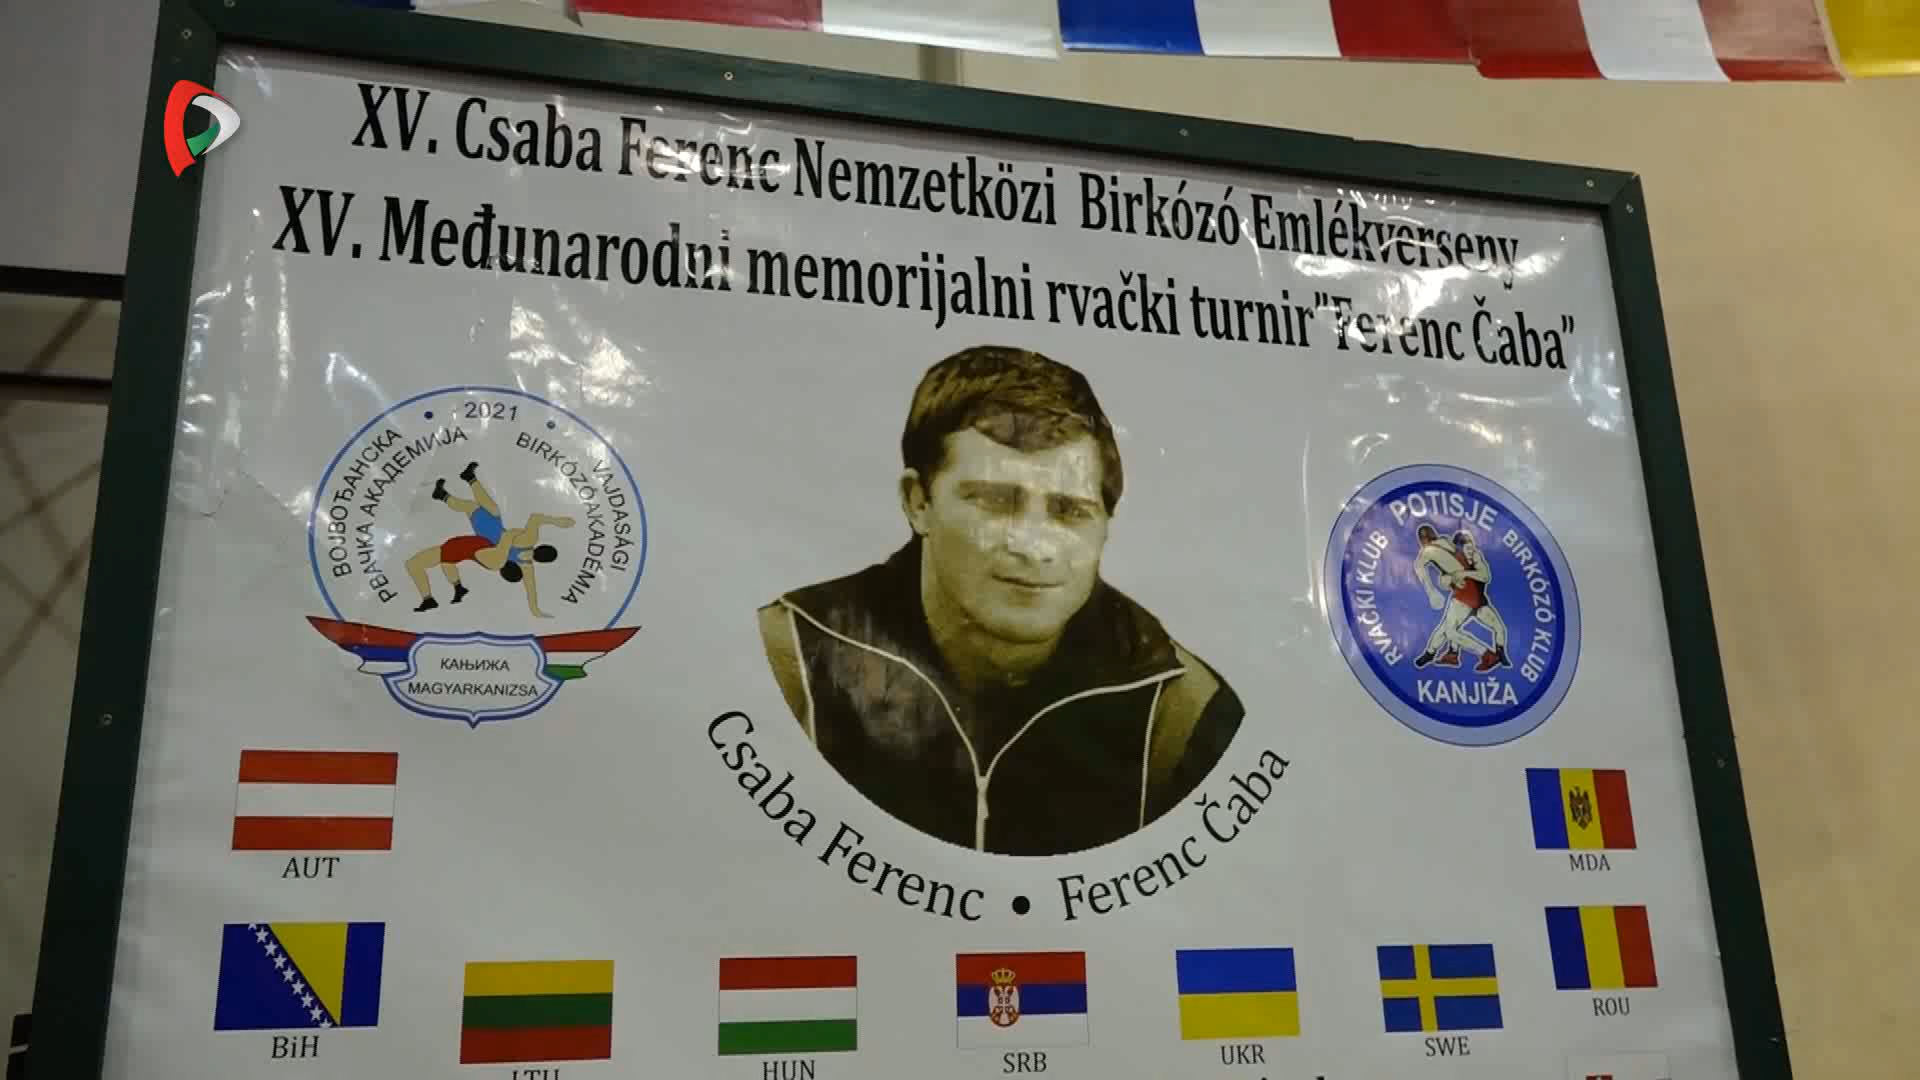 XV. Csaba Ferenc Nemzetközi Birkózó Emlékverseny
XV. Međunarodni memorijalni rvački turnir"Ferenc Čaba"
2021
ВОЈВОЂАНСКА
РВАЧКА АКАДЕМИЈА
VAJDASÁGI
BIRKÓZÓAKADÉMIA
КАЊИЖА
MAGYARKANIZSA
POTISJE
RVAČKI KLUB
BIRKÓZÓ KLUB
KANJIŽA
Csaba Ferenc • Ferenc Čaba
AUT
MDA
BiH
LTU
HUN
SRB
UKR
SWE
ROU